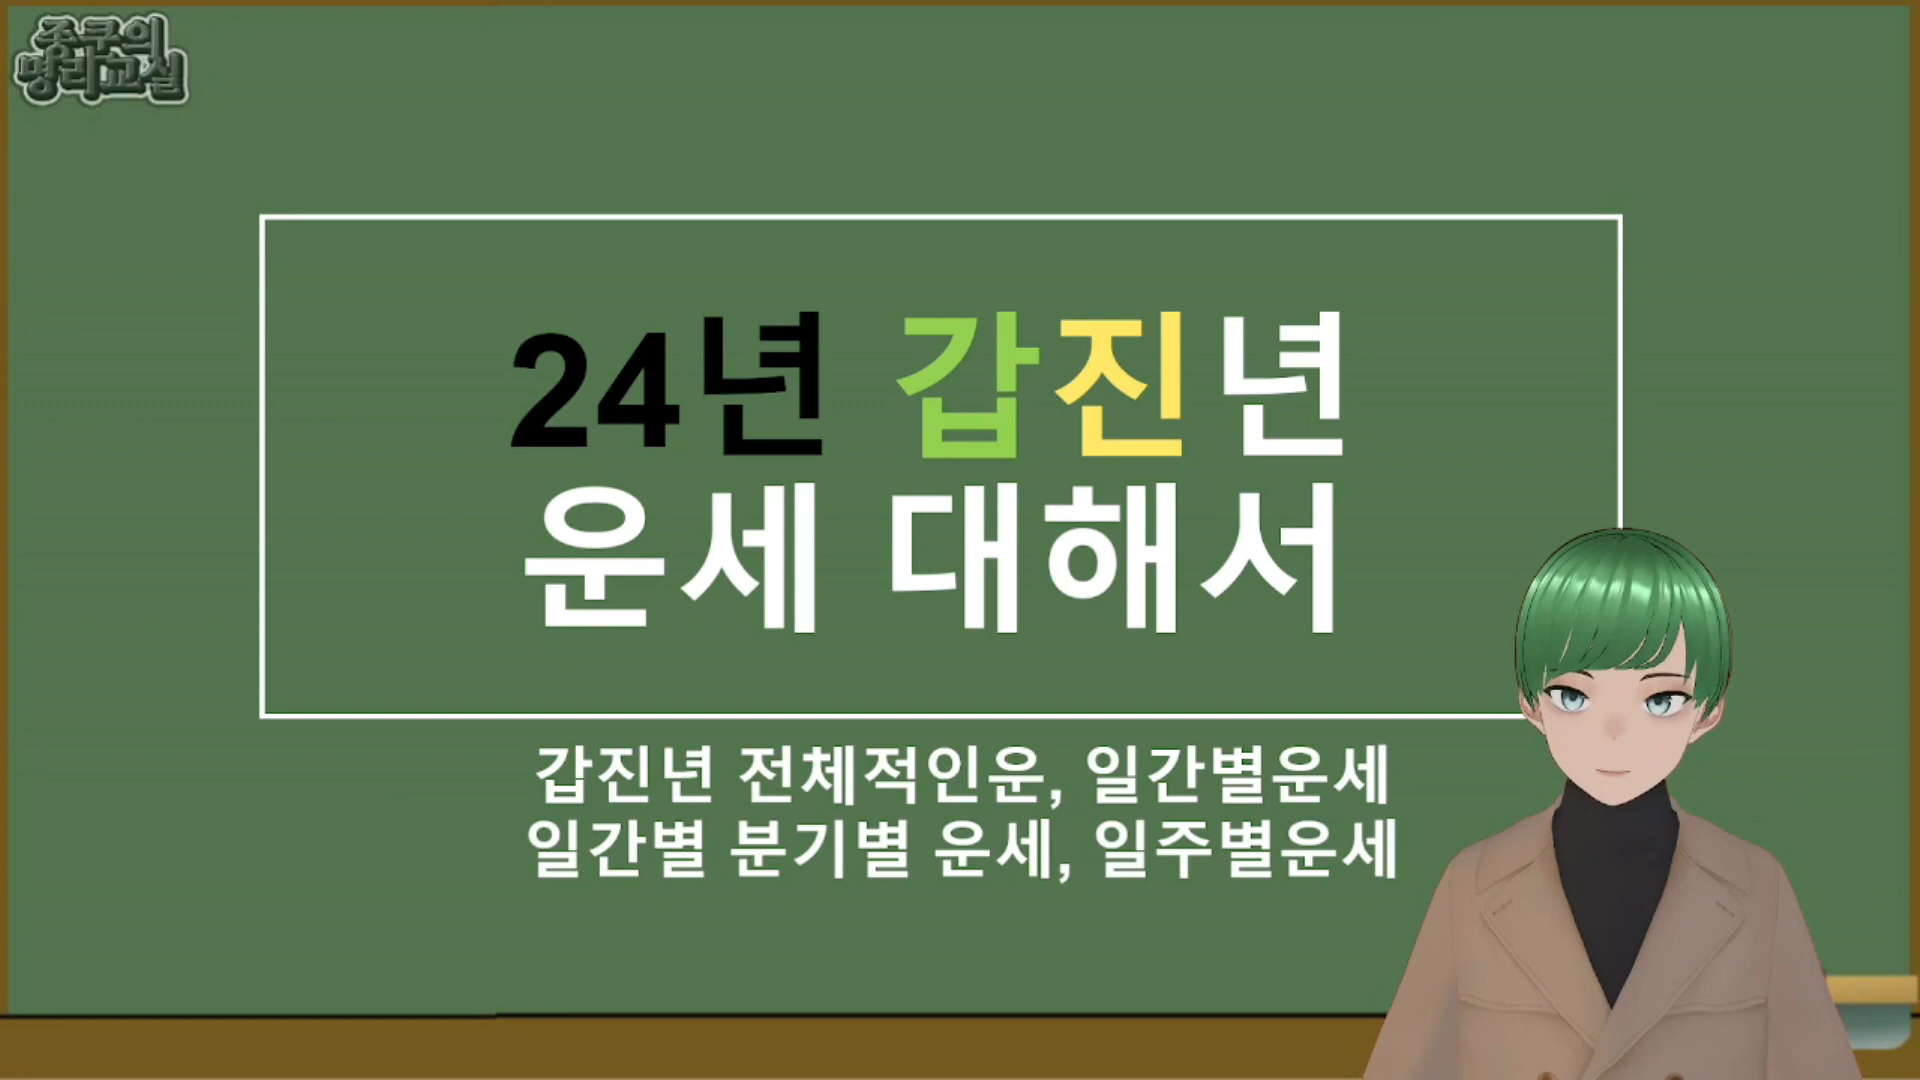 종쿠의
명리교실
24년 갑진년
운세 대해서
갑진년 전체적인운, 일간별운세
일간별 분기별 운세, 일주별운세